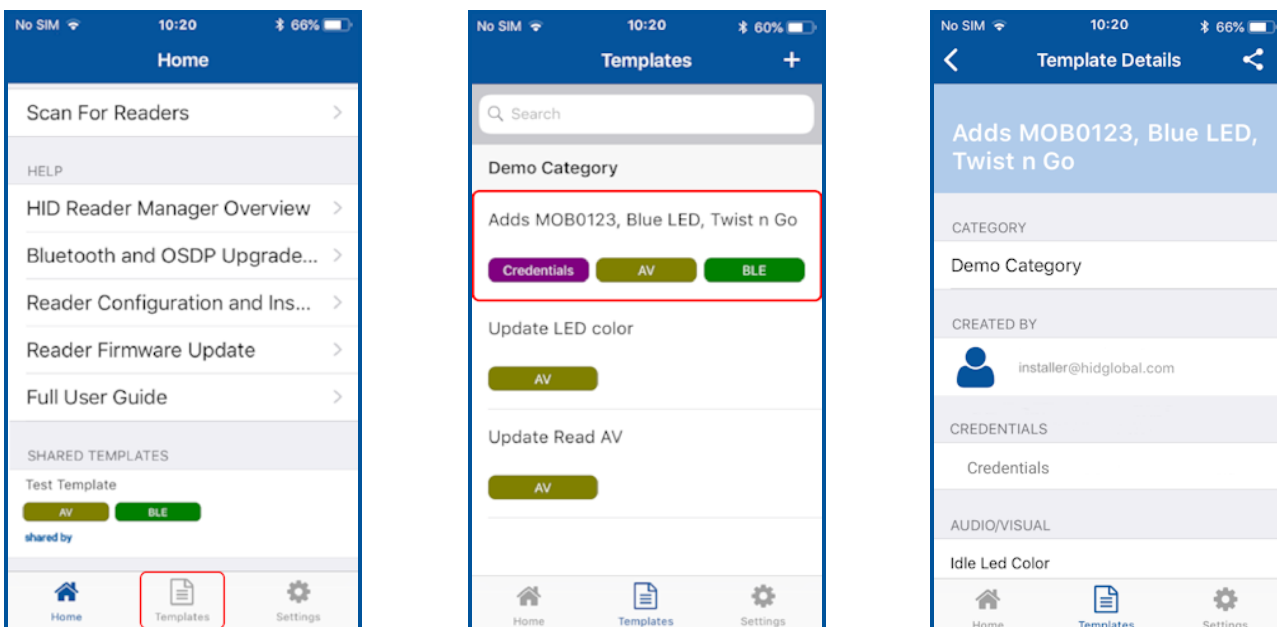 No SIM 10:20 66%
Home
Scan For Readers
HELP
HID Reader Manager Overview
Bluetooth and OSDP Upgrade...
Reader Configuration and Ins...
Reader Firmware Update
Full User Guide
SHARED TEMPLATES
Test Template
AV BLE
shared by
Home Templates Settings
No SIM 10:20 60%
Templates +
Search
Demo Category
Adds MOB0123, Blue LED, Twist n Go
Credentials AV BLE
Update LED color
AV
Update Read AV
AV
Home Templates Settings
No SIM 10:20 66%
Template Details
Adds MOB0123, Blue LED,
Twist n Go
CATEGORY
Demo Category
CREATED BY
installer@hidglobal.com
CREDENTIALS
Credentials
AUDIO/VISUAL
Idle Led Color
Home Templates Settings